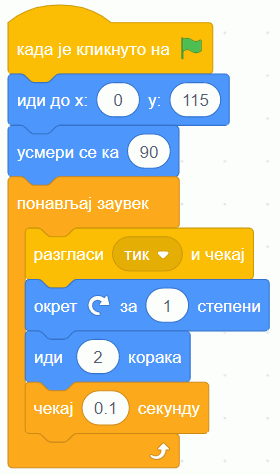 када је кликнуто на
иди до x: 0 y: 115
усмери се ка 90
понављај заувек
разгласи тик и чекај
окрет за 1 степени
иди 2 корака
чекај 0.1 секунду